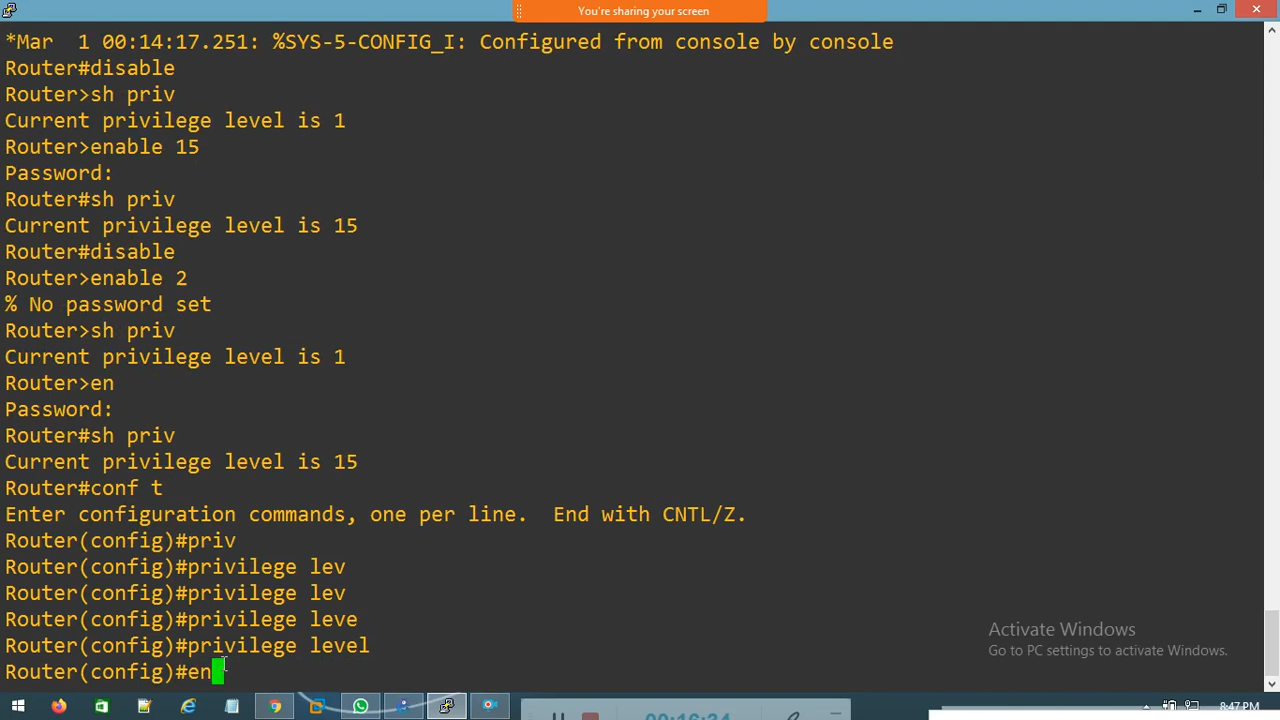 You're sharing your screen
*Mar  1 00:14:17.251: %SYS-5-CONFIG_I: Configured from console by console
Router#disable
Router>sh priv
Current privilege level is 1
Router>enable 15
Password:
Router#sh priv
Current privilege level is 15
Router#disable
Router>enable 2
% No password set
Router>sh priv
Current privilege level is 1
Router>en
Password:
Router#sh priv
Current privilege level is 15
Router#conf t
Enter configuration commands, one per line.  End with CNTL/Z.
Router(config)#priv
Router(config)#privilege lev
Router(config)#privilege lev
Router(config)#privilege leve
Router(config)#privilege level
Router(config)#en
Activate Windows
Go to PC settings to activate Windows.
00:16:34
8:47 PM